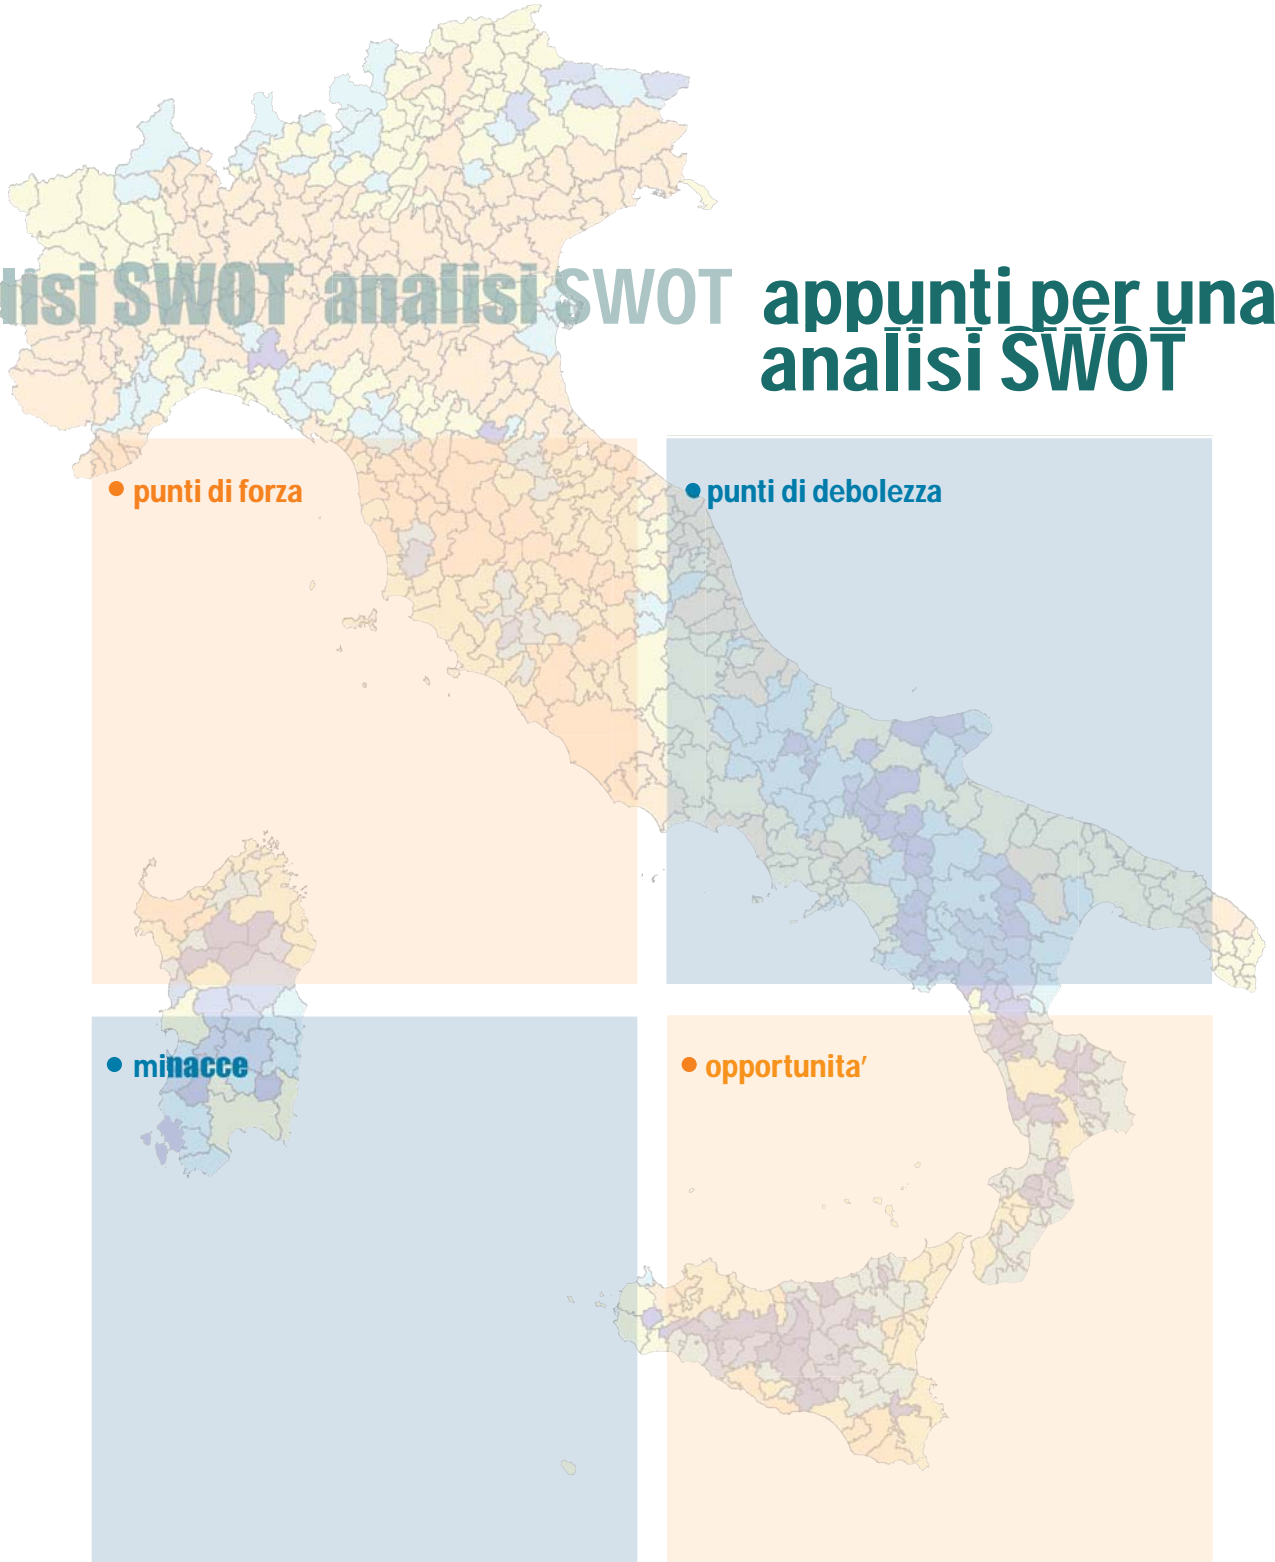 lisi SWOT analisi SWOT appunti per una
analisi SWOT
• punti di forza
• punti di debolezza
• minacce
• opportunita'